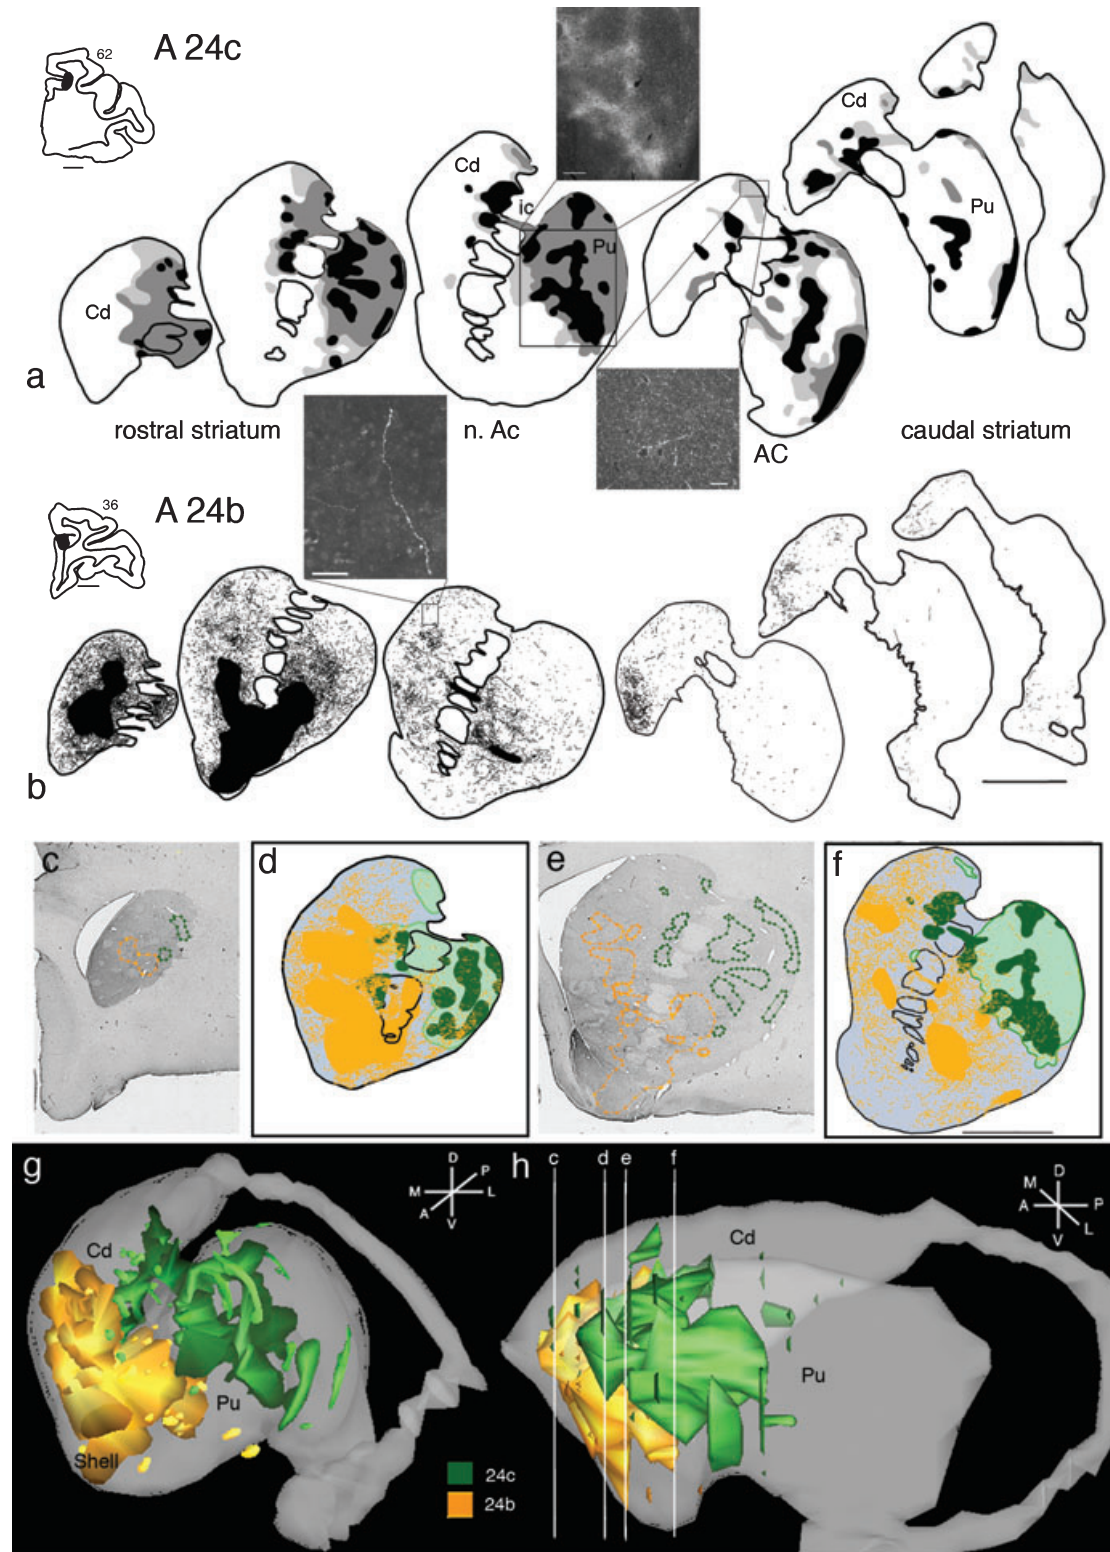 A 24c
62
Cd
Cd
ic
Pu
Cd
Pu
a
rostral striatum
n. Ac
AC
caudal striatum
A 24b
36
b
c
d
e
f
g
Cd
Pu
Shell
D
P
M
L
A
V
24c
24b
h
c
d
e
f
Cd
Pu
D
M
A
P
L
V